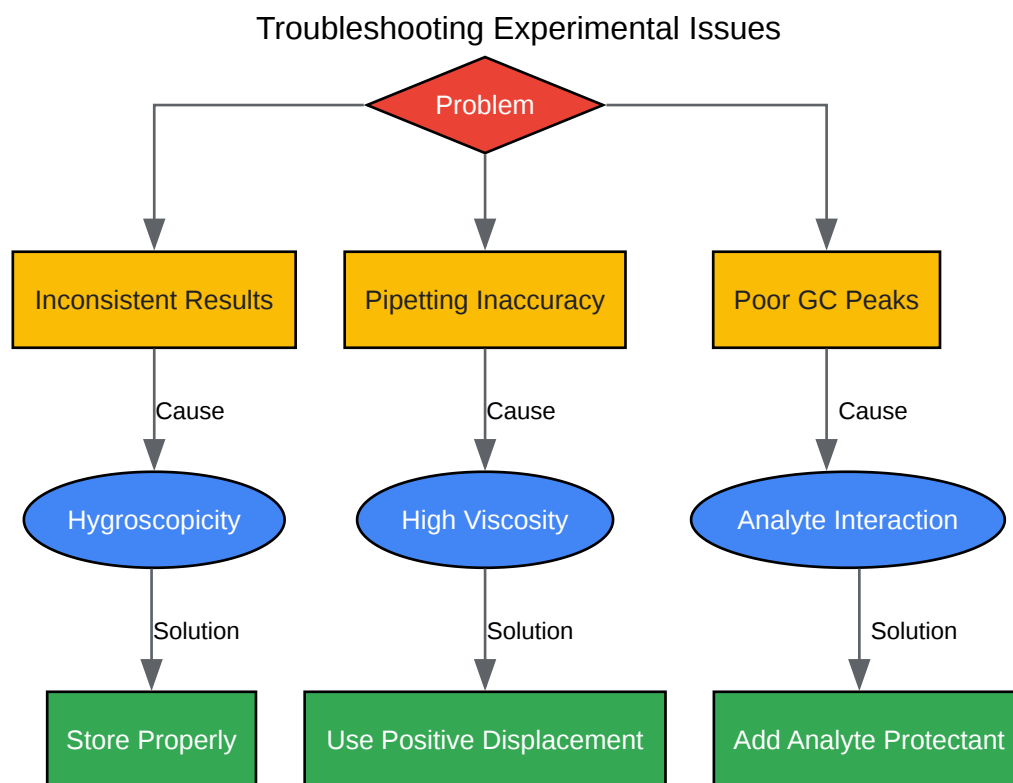 Troubleshooting Experimental Issues
Problem
Inconsistent Results
Pipetting Inaccuracy
Poor GC Peaks
Cause
Cause
Cause
Hygroscopicity
High Viscosity
Analyte Interaction
Solution
Solution
Solution
Store Properly
Use Positive Displacement
Add Analyte Protectant